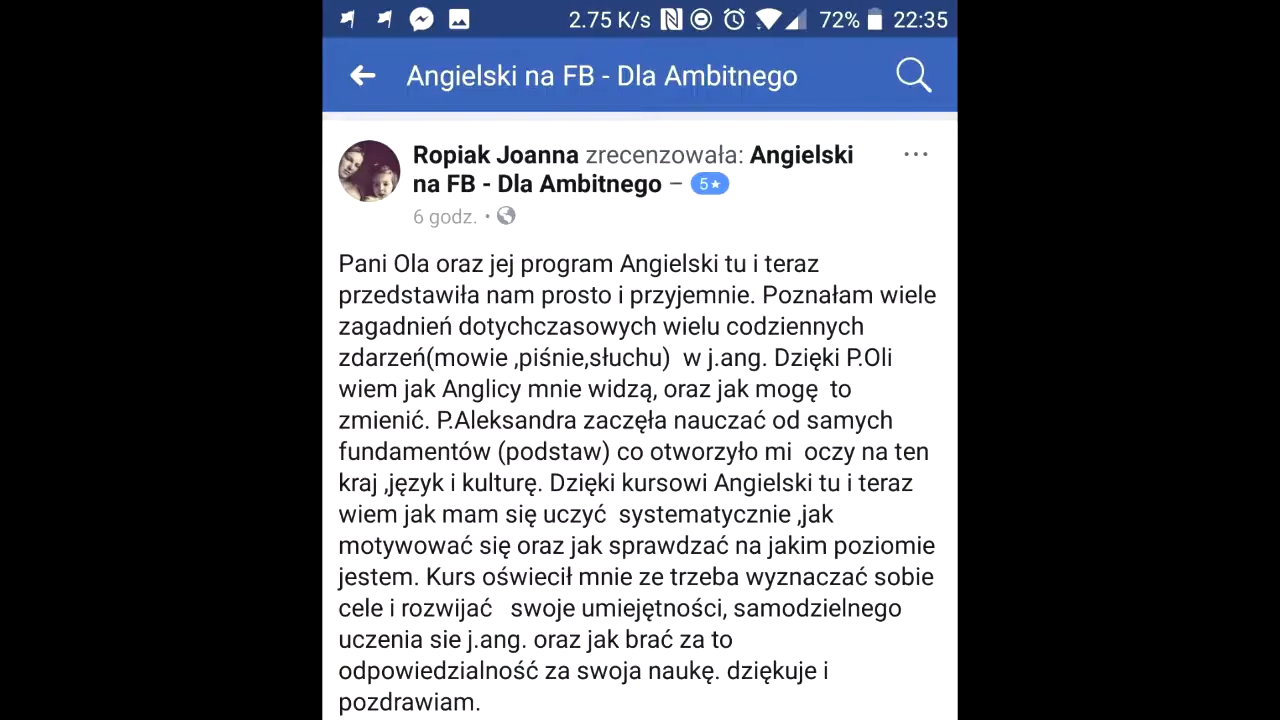 2.75 K/s 72% 22:35
Angielski na FB - Dla Ambitnego
Ropiak Joanna zrecenzowała: Angielski
na FB - Dla Ambitnego – 5★
6 godz. •
Pani Ola oraz jej program Angielski tu i teraz
przedstawiła nam prosto i przyjemnie. Poznałam wiele
zagadnień dotychczasowych wielu codziennych
zdarzeń(mowie ,piśnie,słuchu)  w j.ang. Dzięki P.Oli
wiem jak Anglicy mnie widzą, oraz jak mogę  to
zmienić. P.Aleksandra zaczęła nauczać od samych
fundamentów (podstaw) co otworzyło mi  oczy na ten
kraj ,język i kulturę. Dzięki kursowi Angielski tu i teraz
wiem jak mam się uczyć  systematycznie ,jak
motywować się oraz jak sprawdzać na jakim poziomie
jestem. Kurs oświecił mnie ze trzeba wyznaczać sobie
cele i rozwijać   swoje umiejętności, samodzielnego
uczenia sie j.ang. oraz jak brać za to
odpowiedzialność za swoja naukę. dziękuje i
pozdrawiam.